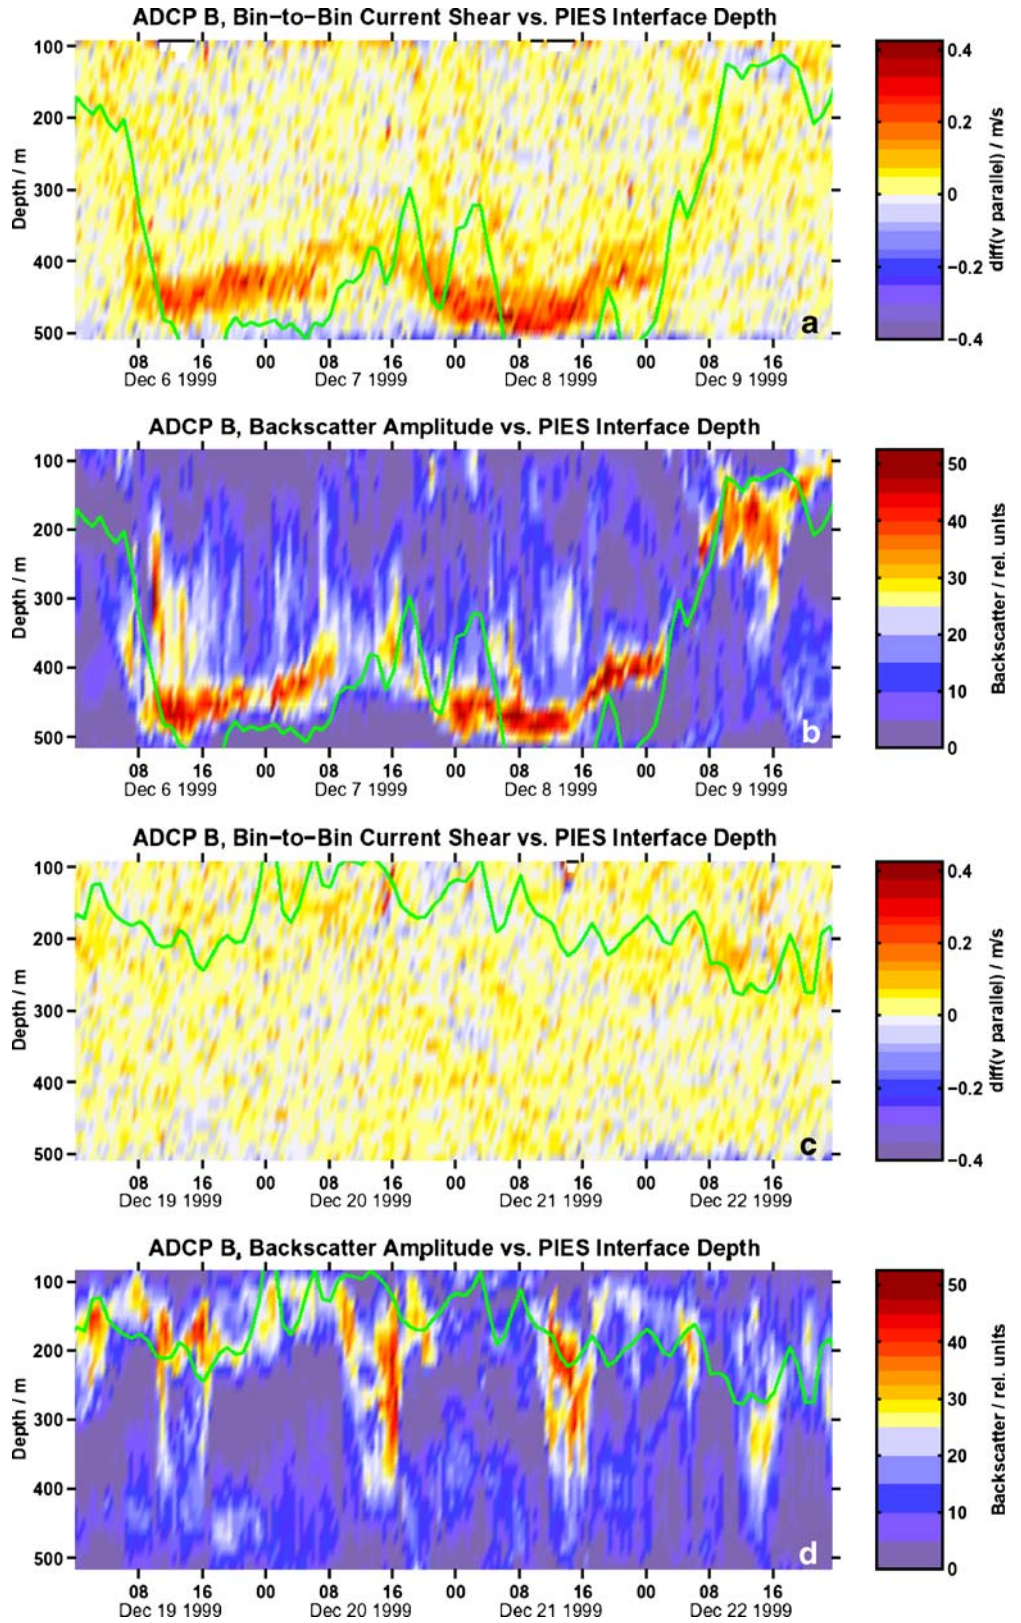 ADCP B, Bin−to−Bin Current Shear vs. PIES Interface Depth
Depth / m
100
200
300
400
500
08 16 00 08 16 00 08 16 00 08 16
Dec 6 1999 Dec 7 1999 Dec 8 1999 Dec 9 1999
a
0.4
0.2
0
−0.2
−0.4
diff(v parallel) / m/s
ADCP B, Backscatter Amplitude vs. PIES Interface Depth
Depth / m
100
200
300
400
500
08 16 00 08 16 00 08 16 00 08 16
Dec 6 1999 Dec 7 1999 Dec 8 1999 Dec 9 1999
b
50
40
30
20
10
0
Backscatter / rel. units
ADCP B, Bin−to−Bin Current Shear vs. PIES Interface Depth
Depth / m
100
200
300
400
500
08 16 00 08 16 00 08 16 00 08 16
Dec 19 1999 Dec 20 1999 Dec 21 1999 Dec 22 1999
c
0.4
0.2
0
−0.2
−0.4
diff(v parallel) / m/s
ADCP B, Backscatter Amplitude vs. PIES Interface Depth
Depth / m
100
200
300
400
500
08 16 00 08 16 00 08 16 00 08 16
Dec 19 1999 Dec 20 1999 Dec 21 1999 Dec 22 1999
d
50
40
30
20
10
0
Backscatter / rel. units